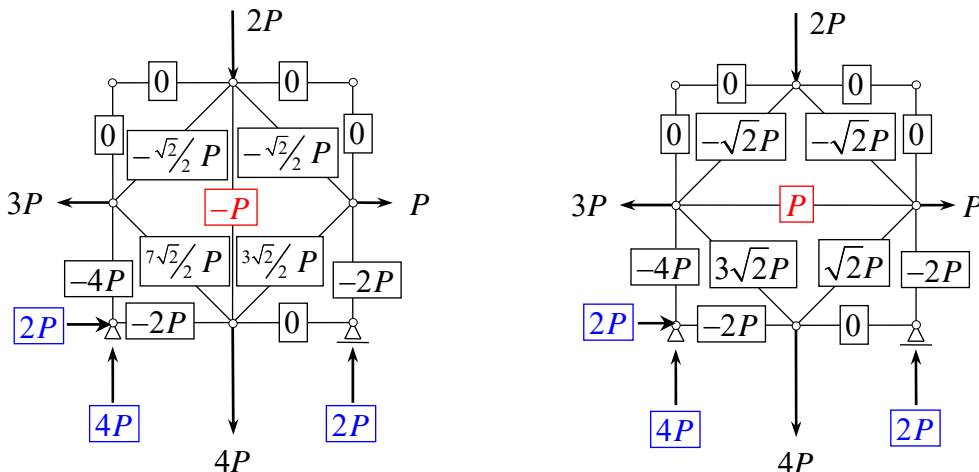 2P 2P
0 0 0 0
0 0 0 0
-√2/2 P -√2/2 P -√2P -√2P
3P -P P 3P P P
7√2/2 P 3√2/2 P 3√2P √2P
-4P -2P -4P -2P
2P -2P 0 2P -2P 0
4P 2P 4P 2P
4P 4P